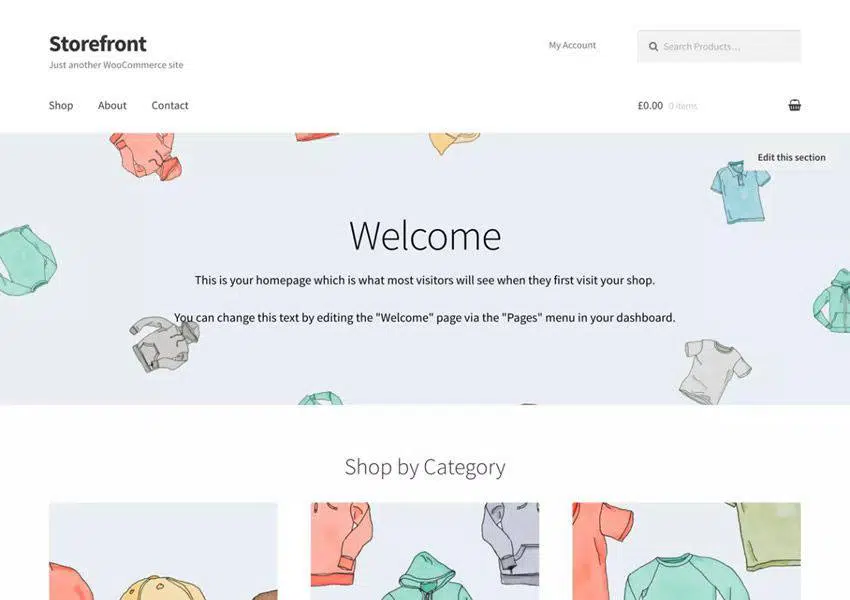 Storefront
Just another WooCommerce site
My Account
Search Products…
Shop About Contact
£0.00 0 items
Edit this section
Welcome
This is your homepage which is what most visitors will see when they first visit your shop.
You can change this text by editing the "Welcome" page via the "Pages" menu in your dashboard.
Shop by Category